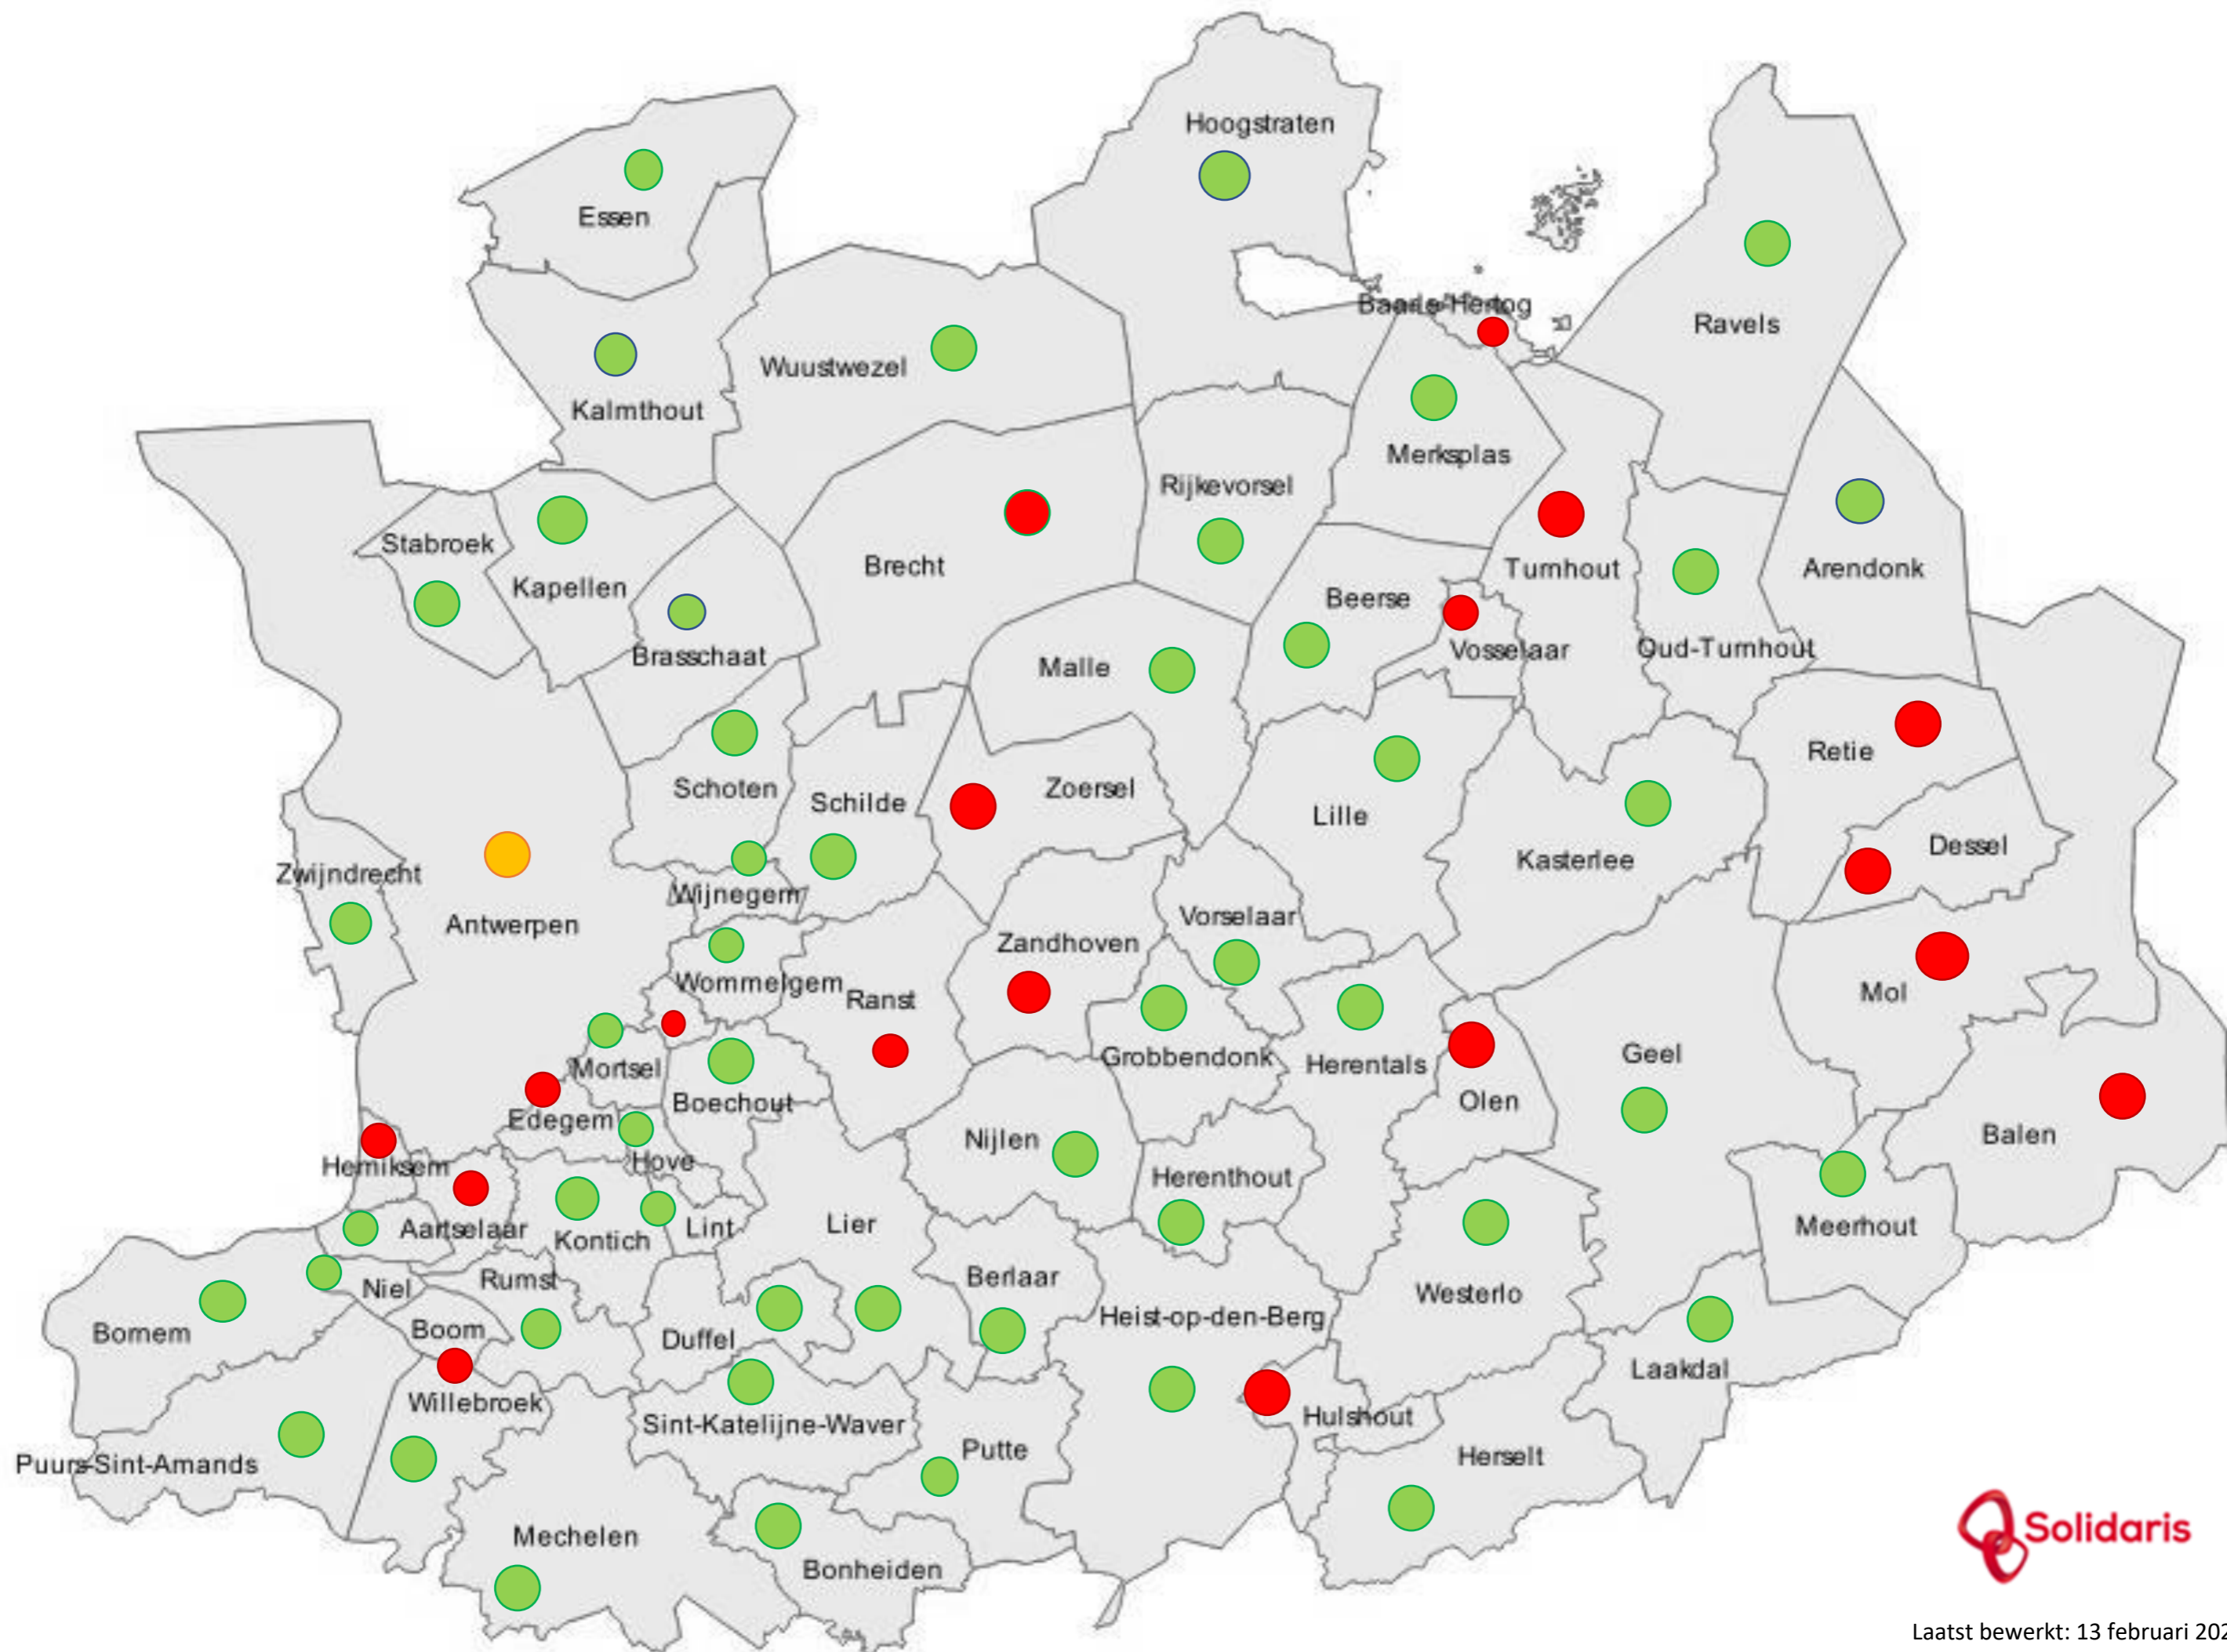 Hoogstraten
Essen
Baarle-Hertog
Ravels
Wuustwezel
Kalmthout
Merksplas
Rijkevorsel
Stabroek
Brecht
Turnhout
Arendonk
Kapellen
Beerse
Vosselaar
Oud-Turnhout
Brasschaat
Malle
Retie
Schoten
Zoersel
Schilde
Lille
Dessel
Kasterlee
Zwijndrecht
Wijnegem
Vorselaar
Antwerpen
Zandhoven
Wommelgem
Mol
Ranst
Geel
Grobbendonk
Herentals
Mortsel
Boechout
Olen
Edegem
Balen
Nijlen
Hove
Hemiksem
Herenthout
Lier
Meerhout
Aartselaar
Lint
Kontich
Berlaar
Rumst
Niel
Westerlo
Heist-op-den-Berg
Boom
Bornem
Duffel
Laakdal
Willebroek
Hulshout
Sint-Katelijne-Waver
Putte
Herselt
Puurs-Sint-Amands
Mechelen
Bonheiden
Solidaris
Laatst bewerkt: 13 februari 202